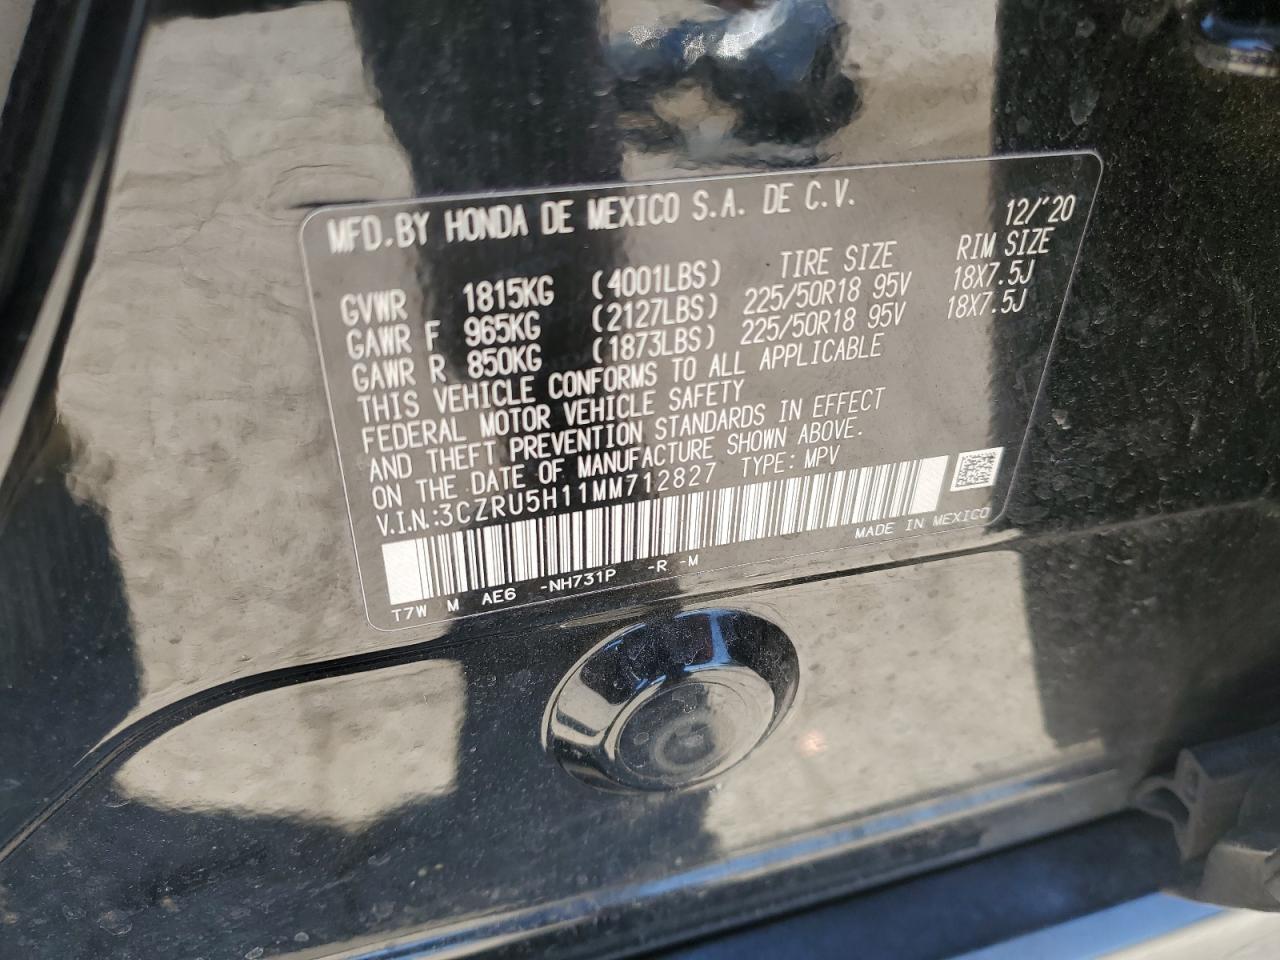 MFD.BY HONDA DE MEXICO S.A. DE C.V. 12/'20
TIRE SIZE RIM SIZE
GVWR 1815KG (4001LBS)
GAWR F 965KG (2127LBS) 225/50R18 95V 18X7.5J
GAWR R 850KG (1873LBS) 225/50R18 95V 18X7.5J
THIS VEHICLE CONFORMS TO ALL APPLICABLE
FEDERAL MOTOR VEHICLE SAFETY
AND THEFT PREVENTION STANDARDS IN EFFECT
ON THE DATE OF MANUFACTURE SHOWN ABOVE.
V.I.N.:3CZRU5H11MM712827 TYPE: MPV
MADE IN MEXICO
T7W M AE6 -NH731P -R -M